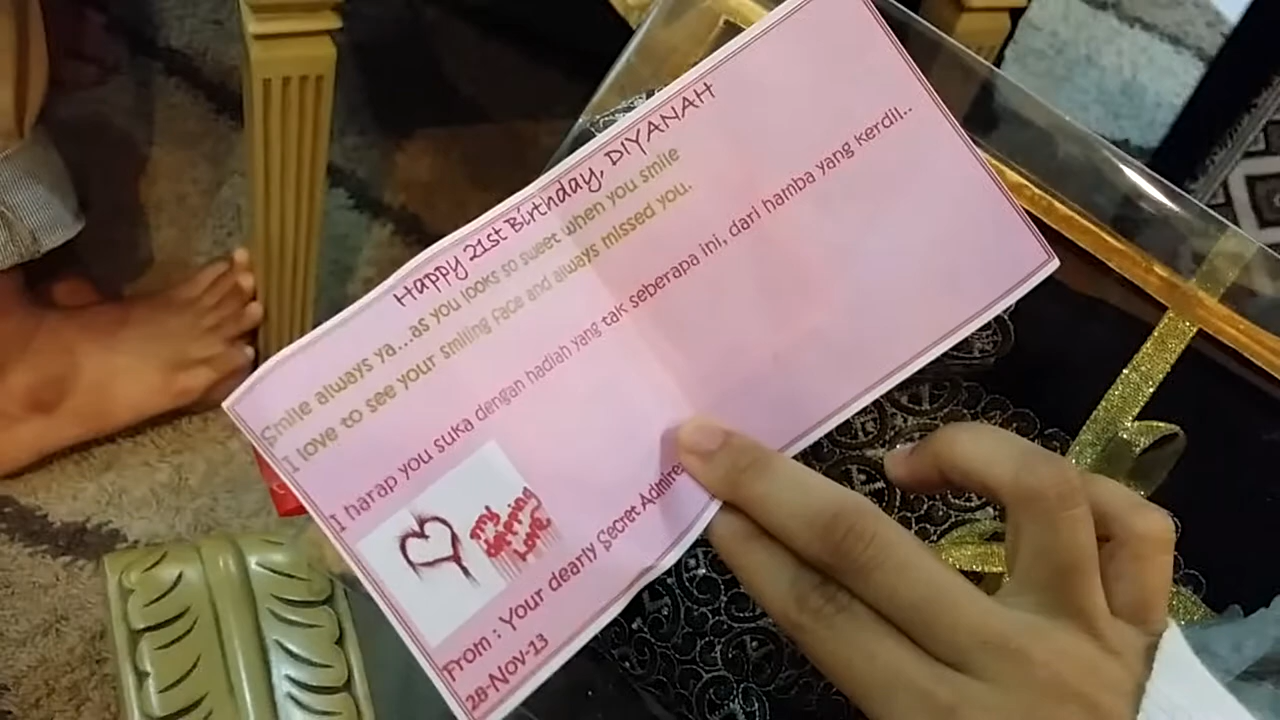 Happy 21st Birthday, DIYANAH
Smile always ya...as you looks so sweet when you smile
I love to see your smiling face and always missed you.
I harap you suka dengan hadiah yang tak seberapa ini, dari hamba yang kerdil..
my dripping Love
From : Your dearly Secret Admirer
28-Nov-13